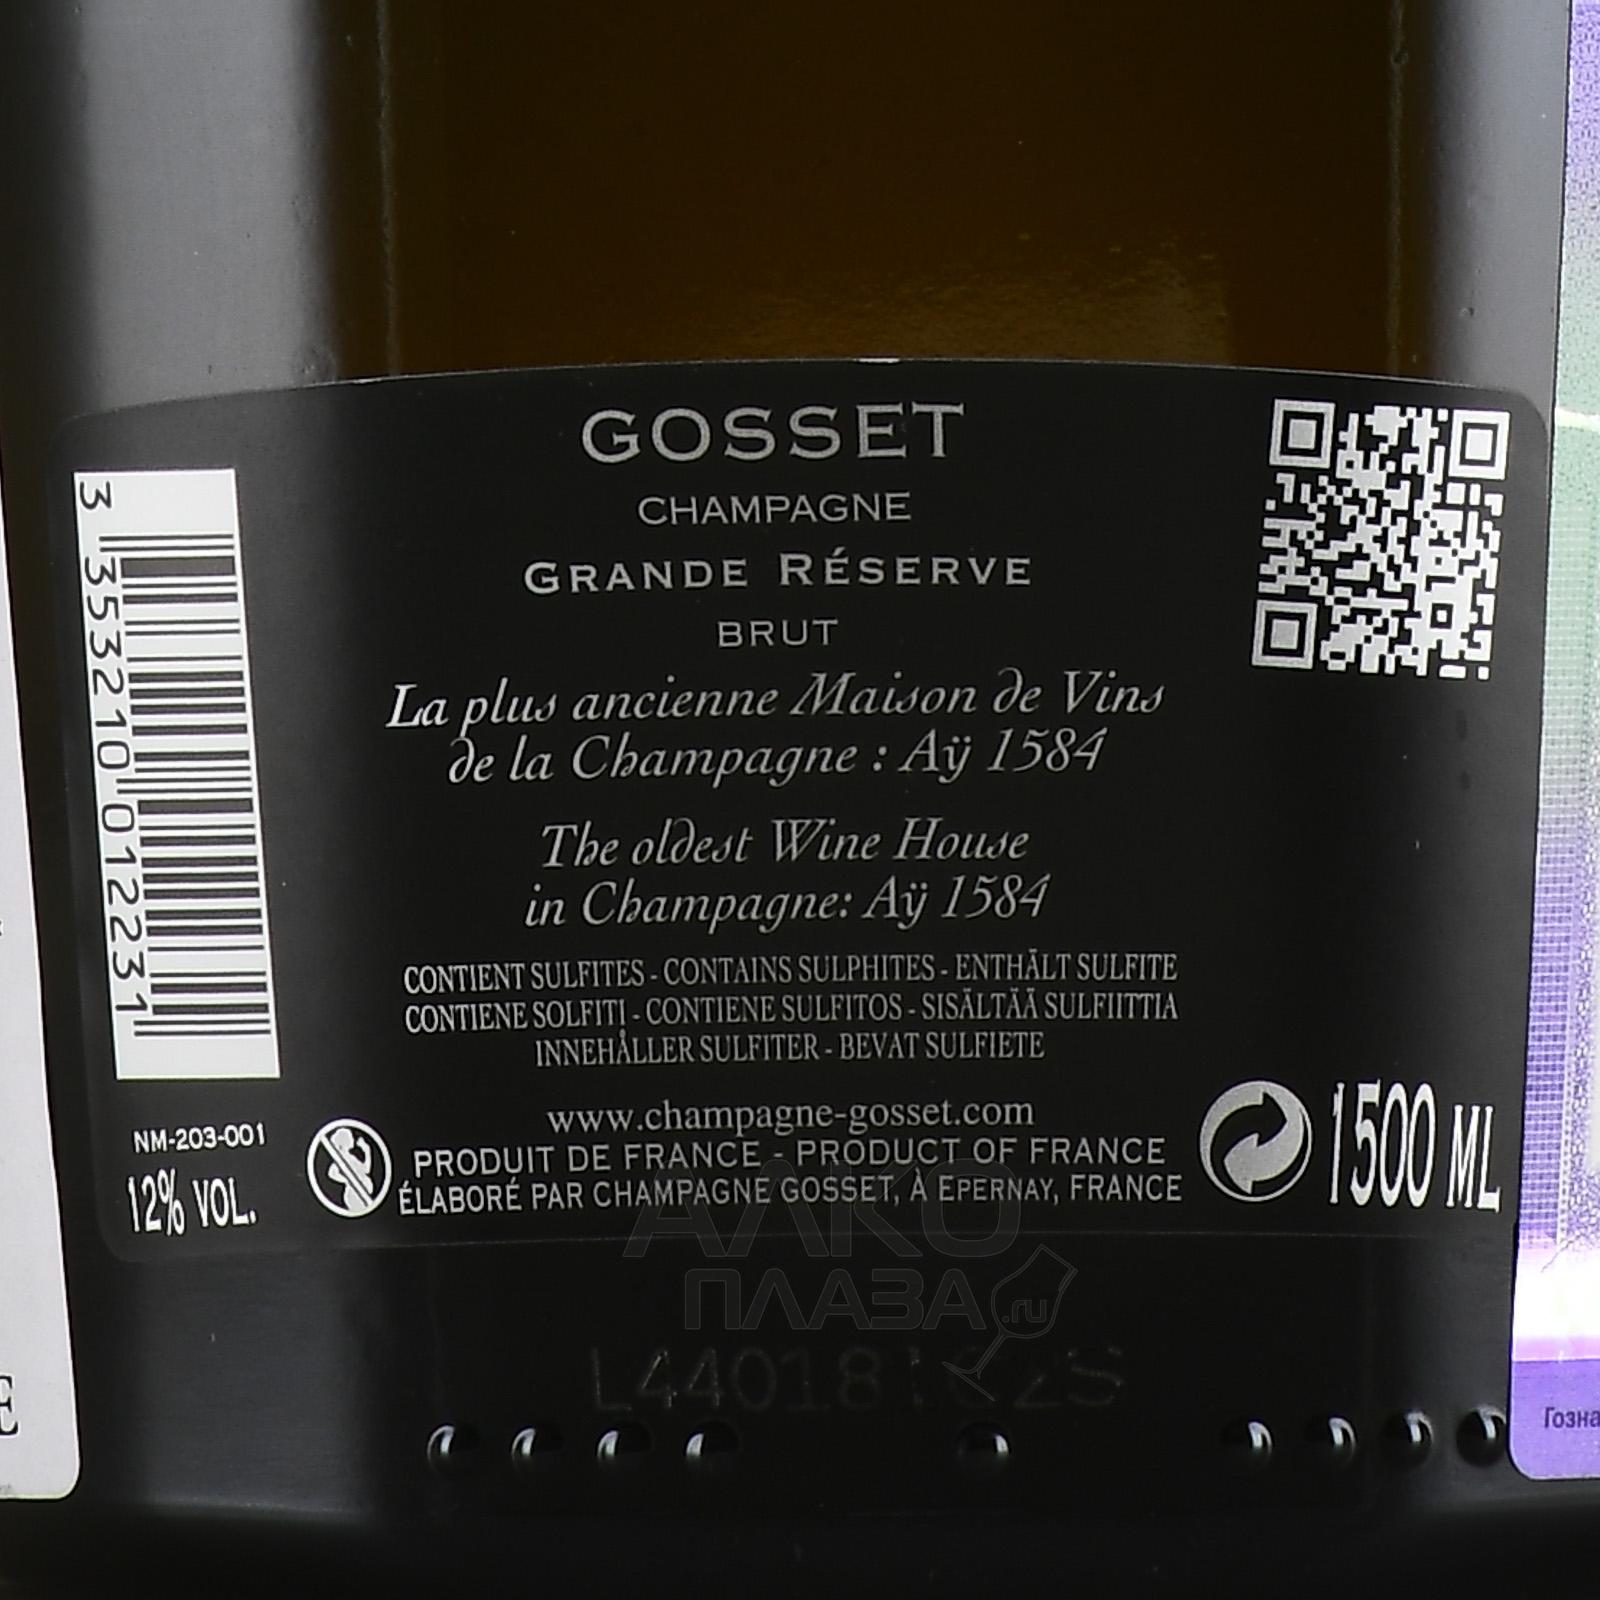 GOSSET
CHAMPAGNE
GRANDE RÉSERVE
BRUT
La plus ancienne Maison de Vins
de la Champagne : Aÿ 1584
The oldest Wine House
in Champagne: Aÿ 1584
CONTIENT SULFITES - CONTAINS SULPHITES - ENTHÄLT SULFITE
CONTIENE SOLFITI - CONTIENE SULFITOS - SISÄLTÄÄ SULFIITTIA
INNEHÅLLER SULFITER - BEVAT SULFIETE
www.champagne-gosset.com
PRODUIT DE FRANCE - PRODUCT OF FRANCE
ÉLABORÉ PAR CHAMPAGNE GOSSET, À EPERNAY, FRANCE
3 353210 012231
NM-203-001
12% VOL.
1500 ML
АЛКО
ПЛАЗА.ru
E
Гозна